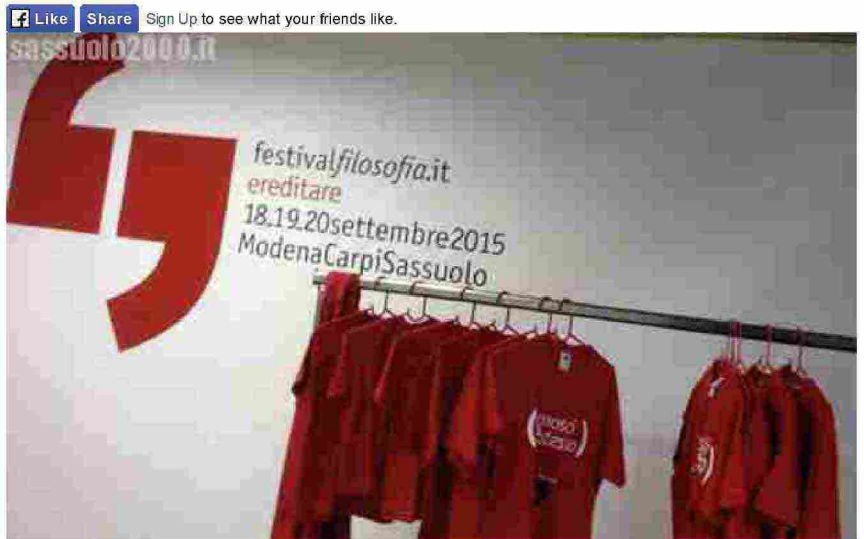 Like Share Sign Up to see what your friends like.
sassuolo2000.it
festivalfilosofia.it
ereditare
18.19.20settembre2015
ModenaCarpiSassuolo